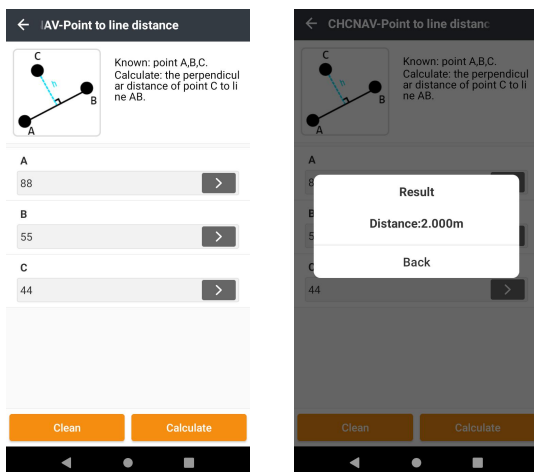 AV-Point to line distance
C
h
B
A
Known: point A,B,C.
Calculate: the perpendicul
ar distance of point C to li
ne AB.
A
88
B
55
C
44
Clean
Calculate
CHCNAV-Point to line distanc
C
h
B
A
Known: point A,B,C.
Calculate: the perpendicul
ar distance of point C to li
ne AB.
A
8
Result
B
Distance:2.000m
5
Back
C
44
Clean
Calculate